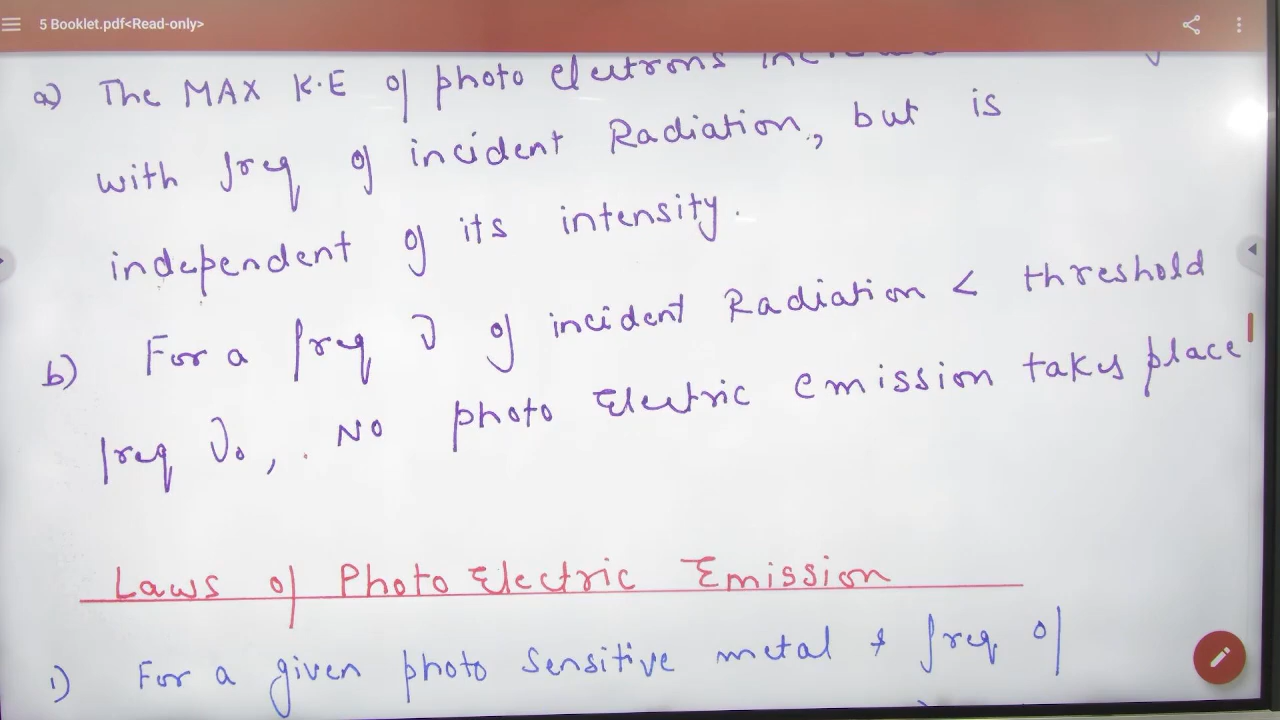 5 Booklet.pdf<Read-only>
a) The MAX K.E of photo electrons
with freq of incident Radiation, but is
independent of its intensity.
b) For a freq ν of incident Radiation < threshold
freq ν₀, No photo Electric emission takes place
Laws of Photo Electric Emission
1) For a given photo sensitive metal & freq of